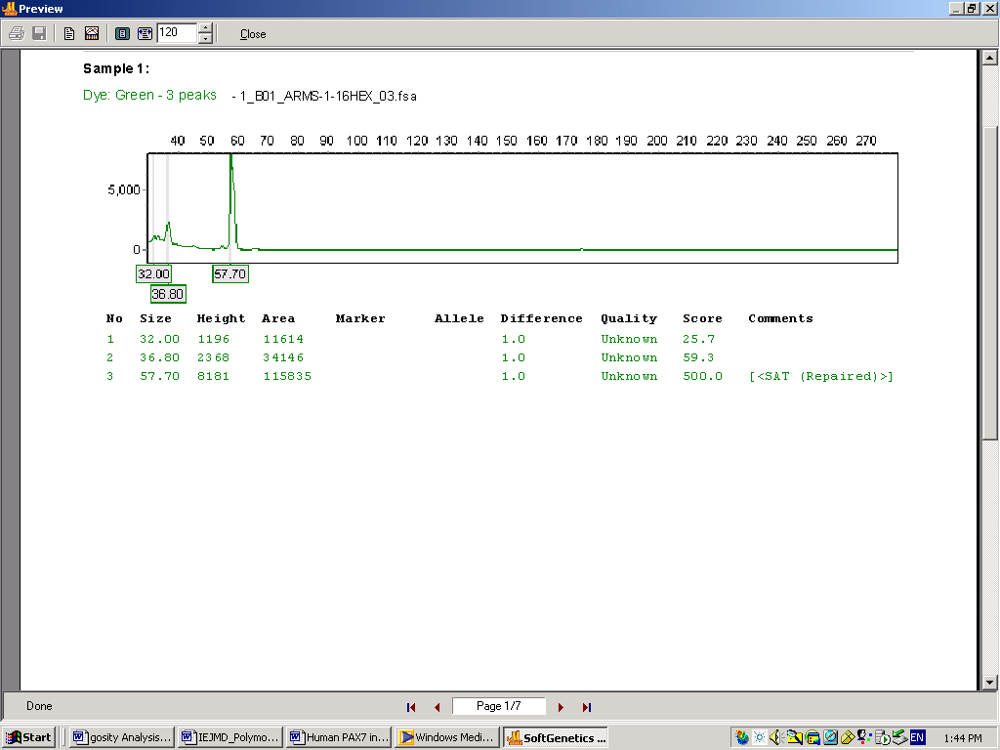 Preview
120 Close
Sample 1:
Dye: Green - 3 peaks - 1_B01_ARMS-1-16HEX_03.fsa
40 50 60 70 80 90 100 110 120 130 140 150 160 170 180 190 200 210 220 230 240 250 260 270
5,000
0
32.00 57.70
36.80
No Size Height Area Marker Allele Difference Quality Score Comments
1 32.00 1196 11614 1.0 Unknown 25.7
2 36.80 2368 34146 1.0 Unknown 59.3
3 57.70 8181 115835 1.0 Unknown 500.0 [<SAT (Repaired)>]
Done Page 1/7
Start gosity Analysis... IEJMD_Polymo... Human PAX7 in... Windows Medi... SoftGenetics ... EN 1:44 PM